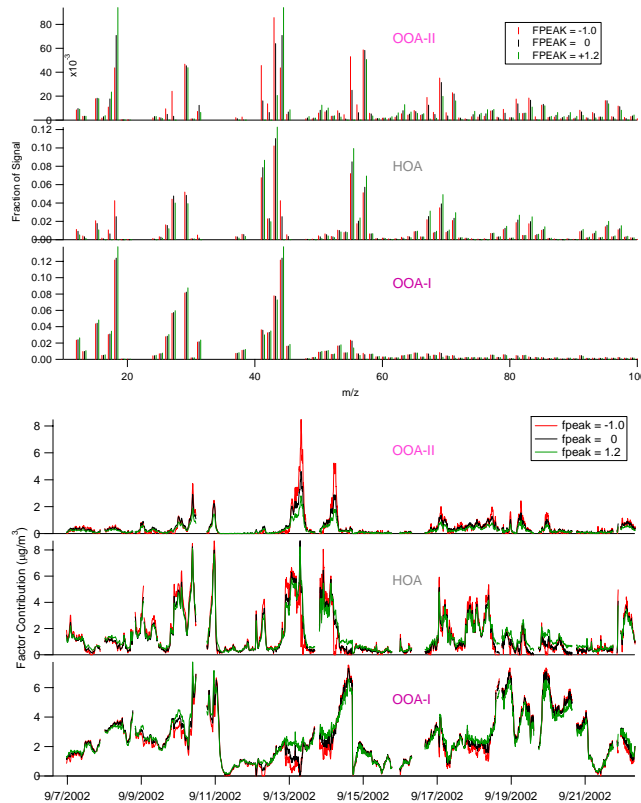 80
60
40
20
0
x10⁻³
OOA-II
FPEAK = -1.0
FPEAK = 0
FPEAK = +1.2
Fraction of Signal
0.12
0.10
0.08
0.06
0.04
0.02
0.00
HOA
0.12
0.10
0.08
0.06
0.04
0.02
0.00
OOA-I
20
40
60
80
100
m/z
8
6
4
2
0
OOA-II
fpeak = -1.0
fpeak = 0
fpeak = 1.2
Factor Contribution (µg/m³)
8
6
4
2
0
HOA
6
4
2
0
OOA-I
9/7/2002
9/9/2002
9/11/2002
9/13/2002
9/15/2002
9/17/2002
9/19/2002
9/21/2002